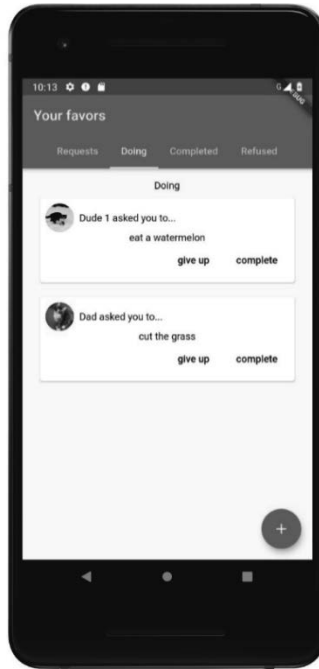 10:13 G
DEBUG
Your favors
Requests Doing Completed Refused
Doing
Dude 1 asked you to...
eat a watermelon
give up complete
Dad asked you to...
cut the grass
give up complete
+